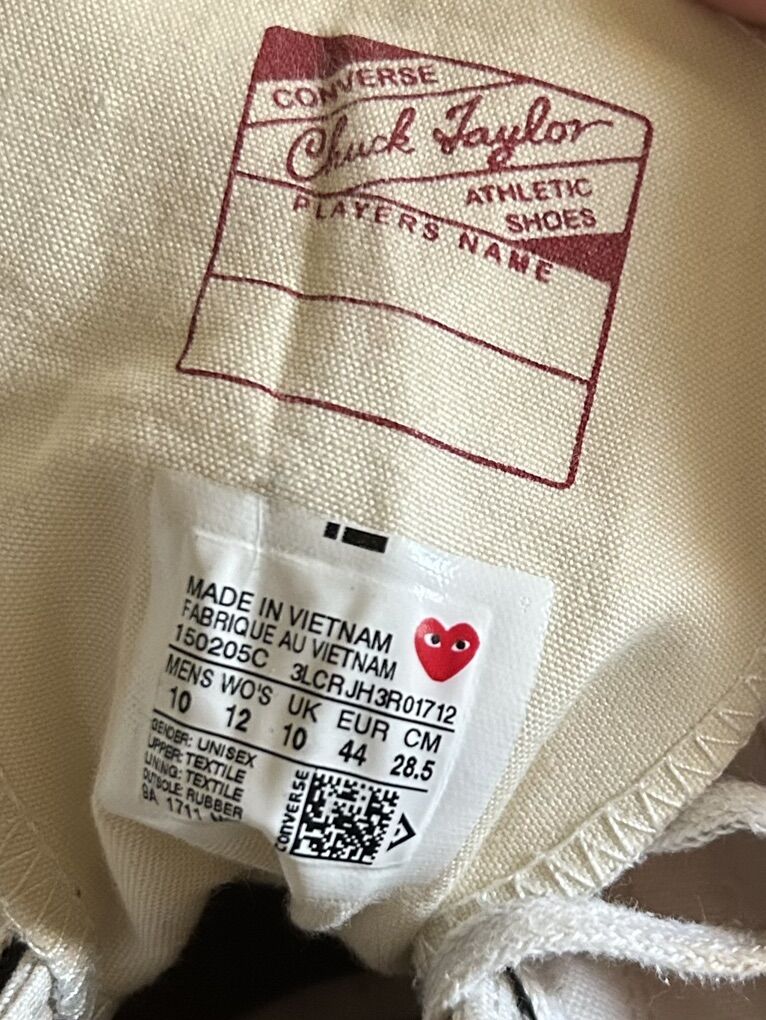 CONVERSE
Chuck Taylor
ATHLETIC
SHOES
PLAYERS NAME
MADE IN VIETNAM
FABRIQUE AU VIETNAM
150205C 3LCRJH3R01712
MENS WO'S UK EUR CM
10 12 10 44 28.5
GENDER: UNISEX
UPPER: TEXTILE
LINING: TEXTILE
OUTSOLE: RUBBER
1711
CONVERSE